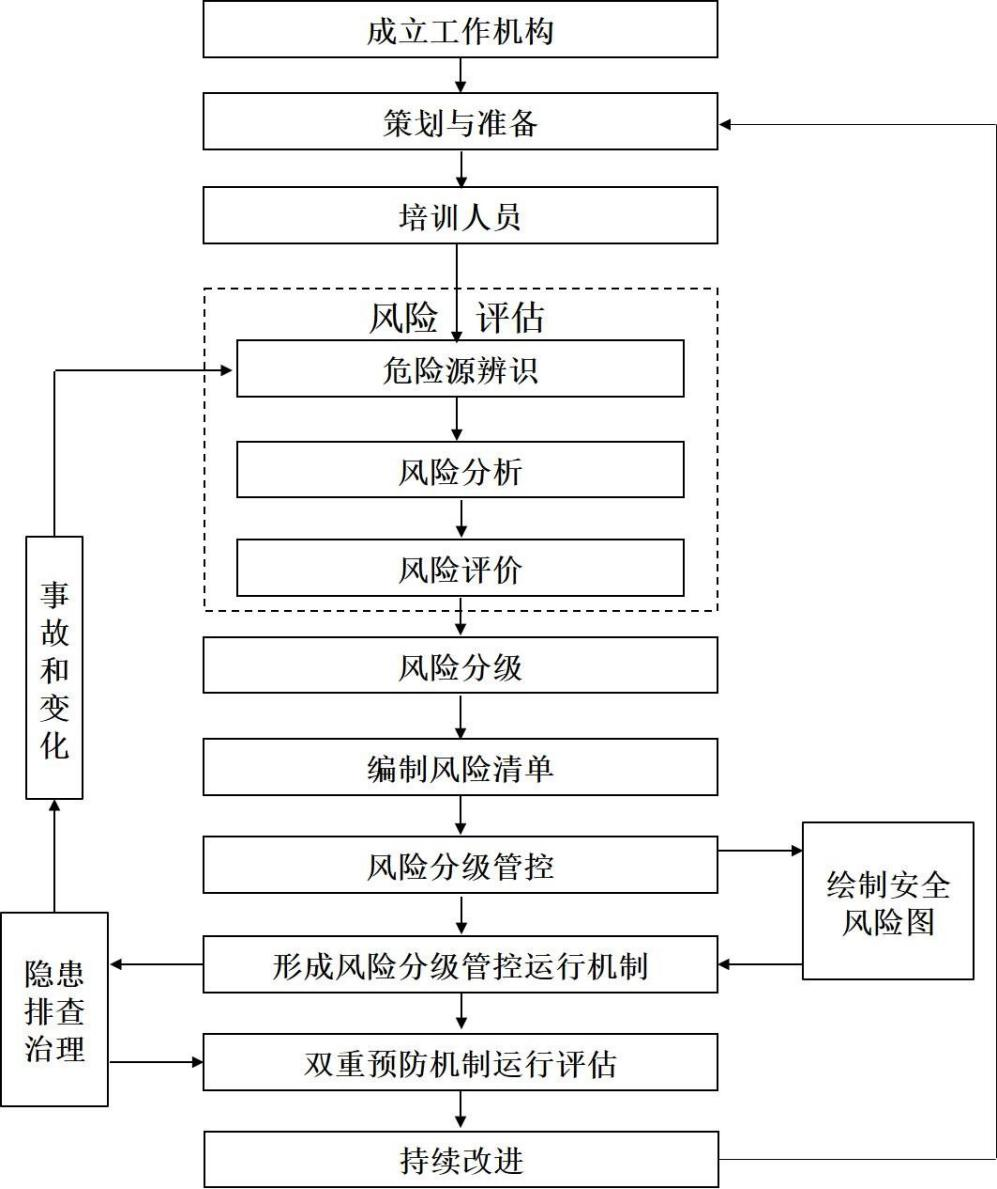 成立工作机构
策划与准备
培训人员
风险 评估
危险源辨识
风险分析
风险评价
事故和变化
风险分级
编制风险清单
风险分级管控
绘制安全
风险图
形成风险分级管控运行机制
隐患
排查
治理
双重预防机制运行评估
持续改进